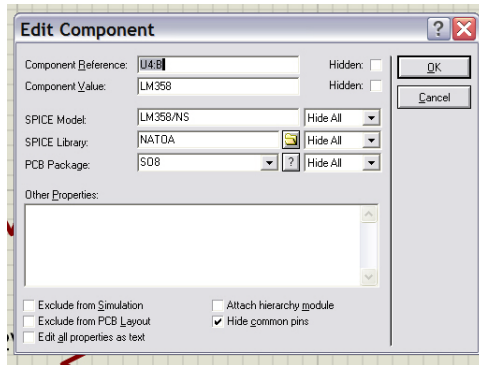 Edit Component
Component Reference: U4:B Hidden: OK
Component Value: LM358 Hidden: Cancel
SPICE Model: LM358/NS Hide All
SPICE Library: NATOA Hide All
PCB Package: SO8 ? Hide All
Other Properties:
Exclude from Simulation Attach hierarchy module
Exclude from PCB Layout Hide common pins
Edit all properties as text